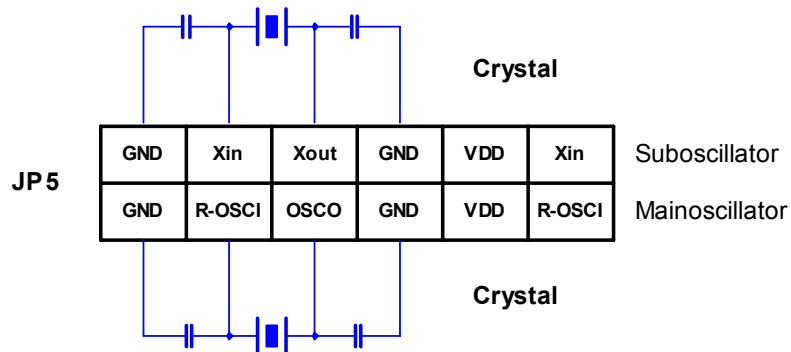 Crystal
GND Xin Xout GND VDD Xin Suboscillator
JP5
GND R-OSCI OSCO GND VDD R-OSCI Mainoscillator
Crystal